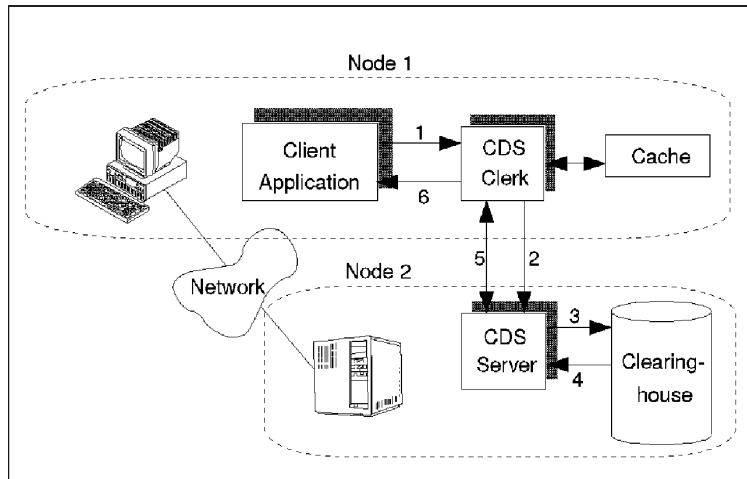 Node 1
Client
Application
1
6
CDS
Clerk
Cache
5
2
Node 2
Network
CDS
Server
3
4
Clearing-
house